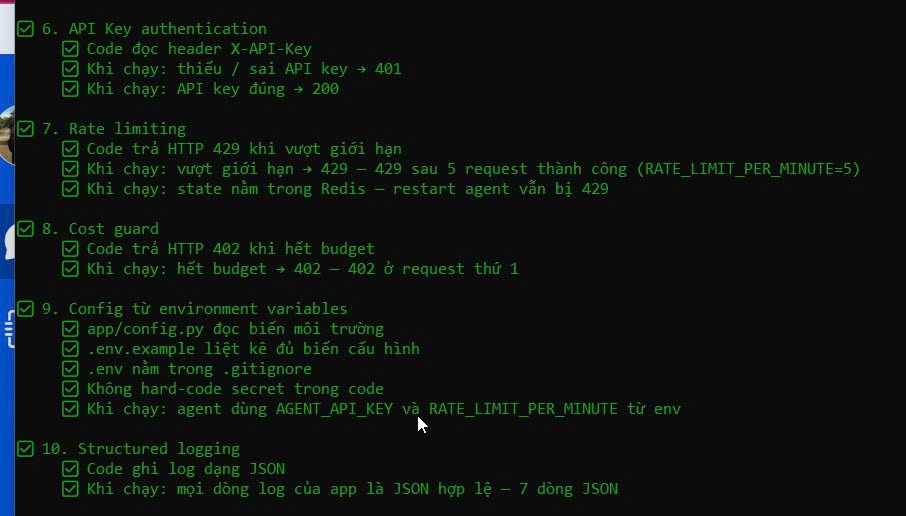 ☑ 6. API Key authentication
☑ Code đọc header X-API-Key
☑ Khi chạy: thiếu / sai API key → 401
☑ Khi chạy: API key đúng → 200
☑ 7. Rate limiting
☑ Code trả HTTP 429 khi vượt giới hạn
☑ Khi chạy: vượt giới hạn → 429 — 429 sau 5 request thành công (RATE_LIMIT_PER_MINUTE=5)
☑ Khi chạy: state nằm trong Redis — restart agent vẫn bị 429
☑ 8. Cost guard
☑ Code trả HTTP 402 khi hết budget
☑ Khi chạy: hết budget → 402 — 402 ở request thứ 1
☑ 9. Config từ environment variables
☑ app/config.py đọc biến môi trường
☑ .env.example liệt kê đủ biến cấu hình
☑ .env nằm trong .gitignore
☑ Không hard-code secret trong code
☑ Khi chạy: agent dùng AGENT_API_KEY và RATE_LIMIT_PER_MINUTE từ env
☑ 10. Structured logging
☑ Code ghi log dạng JSON
☑ Khi chạy: mọi dòng log của app là JSON hợp lệ — 7 dòng JSON